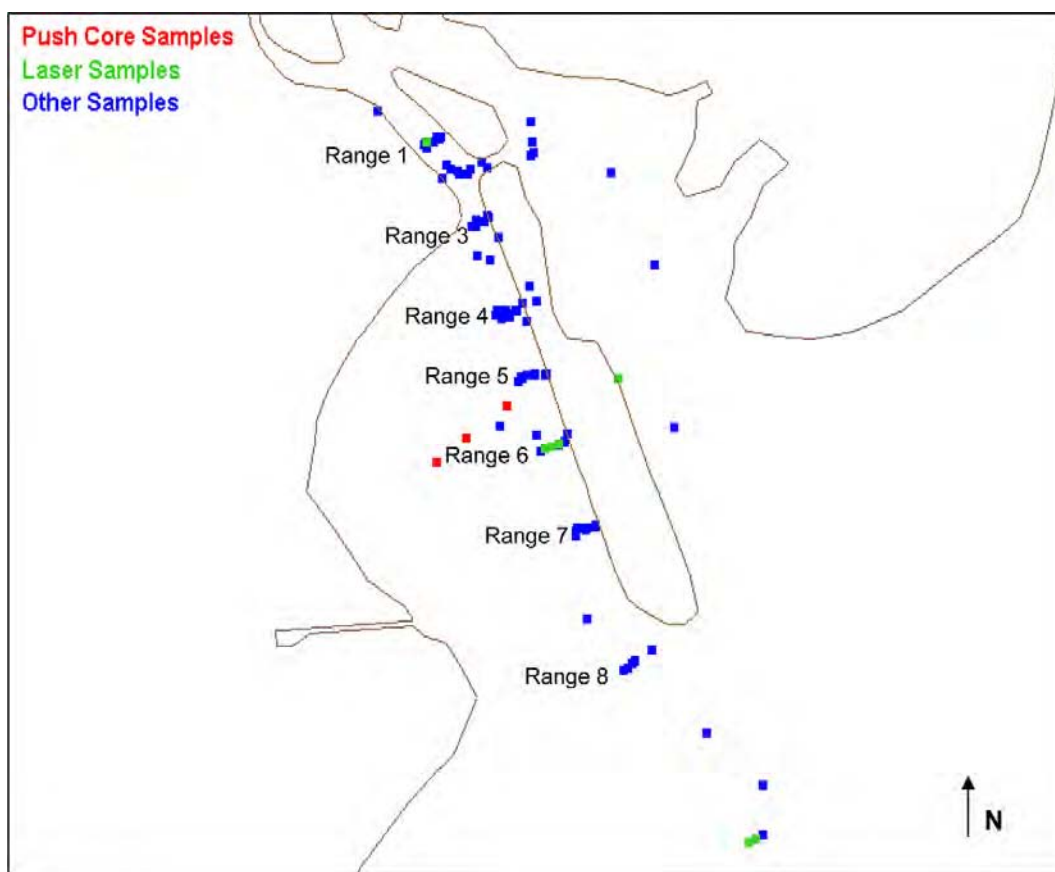 Push Core Samples
Laser Samples
Other Samples
Range 1
Range 3
Range 4
Range 5
Range 6
Range 7
Range 8
N